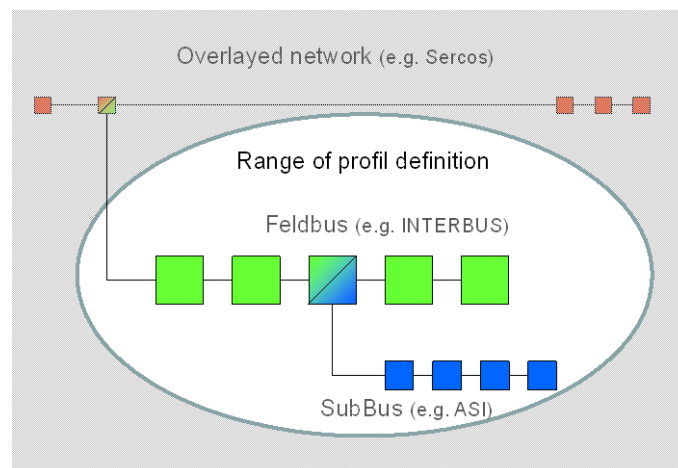 Overlayed network (e.g. Sercos)
Range of profil definition
Feldbus (e.g. INTERBUS)
SubBus (e.g. ASI)